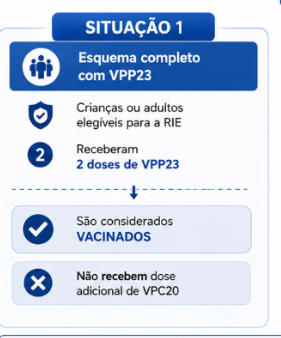 SITUAÇÃO 1
Esquema completo
com VPP23
Crianças ou adultos
elegíveis para a RIE
2
Receberam
2 doses de VPP23
São considerados
VACINADOS
Não recebem dose
adicional de VPC20